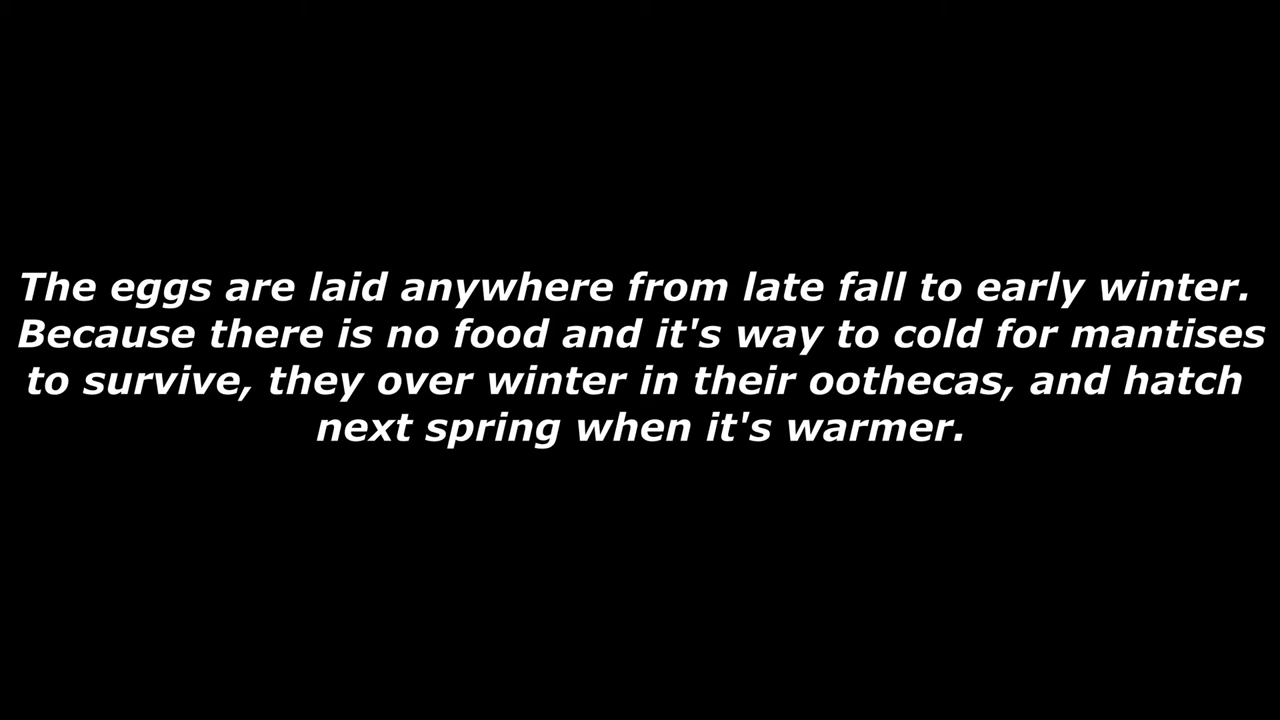 The eggs are laid anywhere from late fall to early winter.
Because there is no food and it's way to cold for mantises
to survive, they over winter in their oothecas, and hatch
next spring when it's warmer.